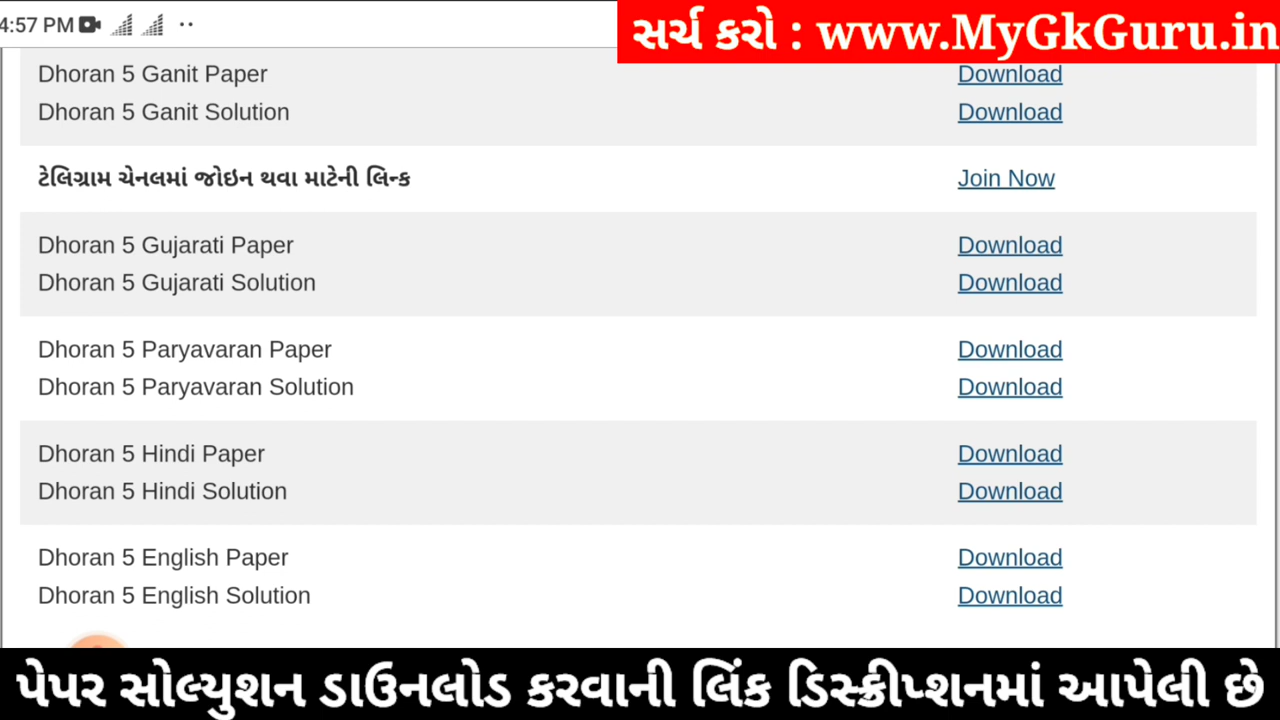 4:57 PM
સર્ચ કરો : www.MyGkGuru.in
Dhoran 5 Ganit Paper Download
Dhoran 5 Ganit Solution Download
ટેલિગ્રામ ચેનલમાં જોઇન થવા માટેની લિન્ક Join Now
Dhoran 5 Gujarati Paper Download
Dhoran 5 Gujarati Solution Download
Dhoran 5 Paryavaran Paper Download
Dhoran 5 Paryavaran Solution Download
Dhoran 5 Hindi Paper Download
Dhoran 5 Hindi Solution Download
Dhoran 5 English Paper Download
Dhoran 5 English Solution Download
પેપર સોલ્યુશન ડાઉનલોડ કરવાની લિંક ડિસ્ક્રીપ્શનમાં આપેલી છે